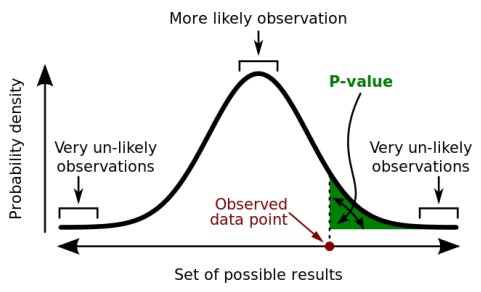 More likely observation
P-value
Probability density
Very un-likely
observations
Very un-likely
observations
Observed
data point
Set of possible results